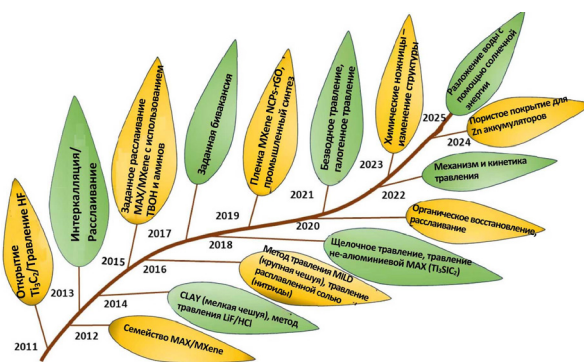 2011
Открытие
Ti₃C₂/Травление HF
2012
Семейство MAX/MXene
2013
Интеркалляция/
Расслаивание
2014
CLAY (мелкая чешуя), метод
травления LiF/HCl
2015
Заданное расслаивание
MAX/MXene с использованием
TBOH и аминов
2016
Метод травления MILD
(крупная чешуя), травление
расплавленной солью
(нитриды)
2017
Заданная бивакансия
2018
Щелочное травление, травление
не-алюминиевой MAX (Ti₃SiC₂)
2019
Пленка MXene NCPs-rGO,
промышленный синтез
2020
Органическое восстановление,
расслаивание
2021
Безводное травление,
галогенное травление
2022
Механизм и кинетика
травления
2023
Химические ножницы –
изменение структуры
2024
Пористое покрытие для
Zn аккумуляторов
2025
Разложение воды с
помощью солнечной
энергии